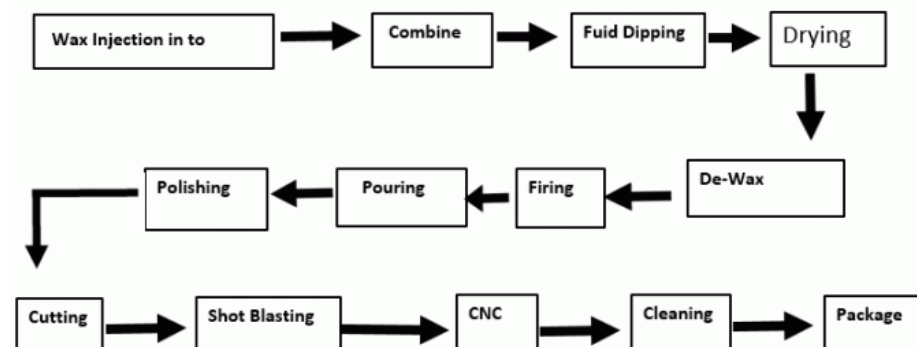 Wax Injection in to
Combine
Fuid Dipping
Drying
De-Wax
Firing
Pouring
Polishing
Cutting
Shot Blasting
CNC
Cleaning
Package